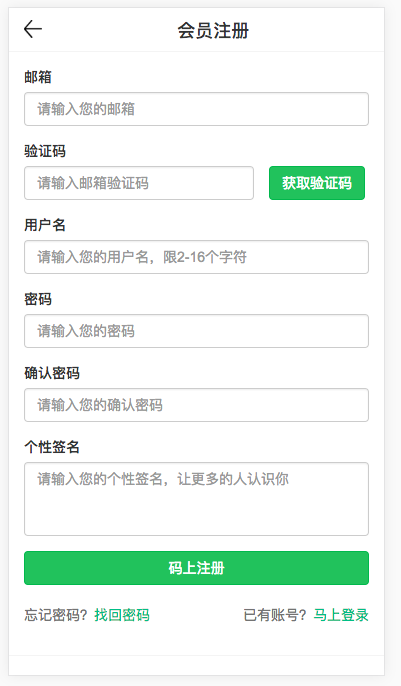 会员注册
邮箱
请输入您的邮箱
验证码
请输入邮箱验证码 获取验证码
用户名
请输入您的用户名，限2-16个字符
密码
请输入您的密码
确认密码
请输入您的确认密码
个性签名
请输入您的个性签名，让更多的人认识你
码上注册
忘记密码？找回密码 已有账号？马上登录